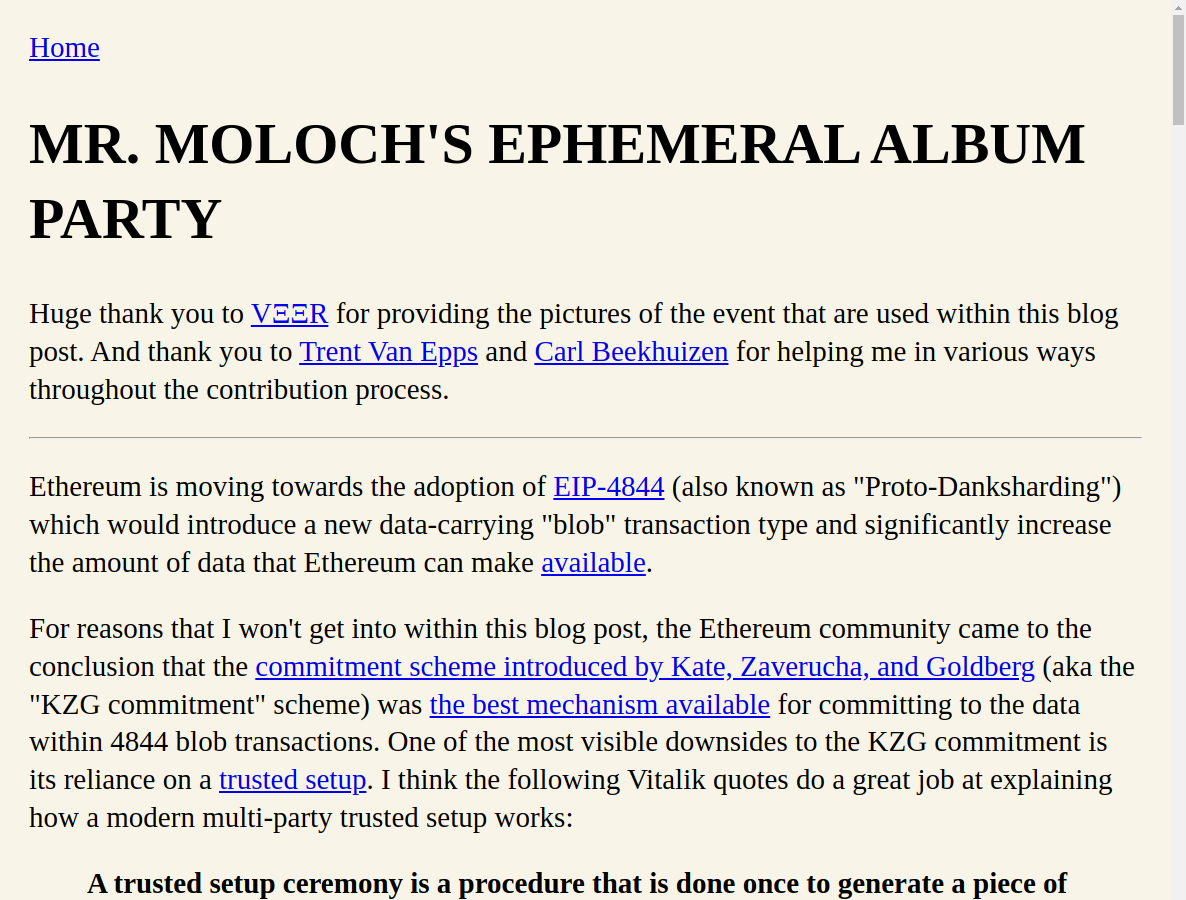 Home
MR. MOLOCH'S EPHEMERAL ALBUM
PARTY
Huge thank you to VΞΞR for providing the pictures of the event that are used within this blog
post. And thank you to Trent Van Epps and Carl Beekhuizen for helping me in various ways
throughout the contribution process.
Ethereum is moving towards the adoption of EIP-4844 (also known as "Proto-Danksharding")
which would introduce a new data-carrying "blob" transaction type and significantly increase
the amount of data that Ethereum can make available.
For reasons that I won't get into within this blog post, the Ethereum community came to the
conclusion that the commitment scheme introduced by Kate, Zaverucha, and Goldberg (aka the
"KZG commitment" scheme) was the best mechanism available for committing to the data
within 4844 blob transactions. One of the most visible downsides to the KZG commitment is
its reliance on a trusted setup. I think the following Vitalik quotes do a great job at explaining
how a modern multi-party trusted setup works:
A trusted setup ceremony is a procedure that is done once to generate a piece of